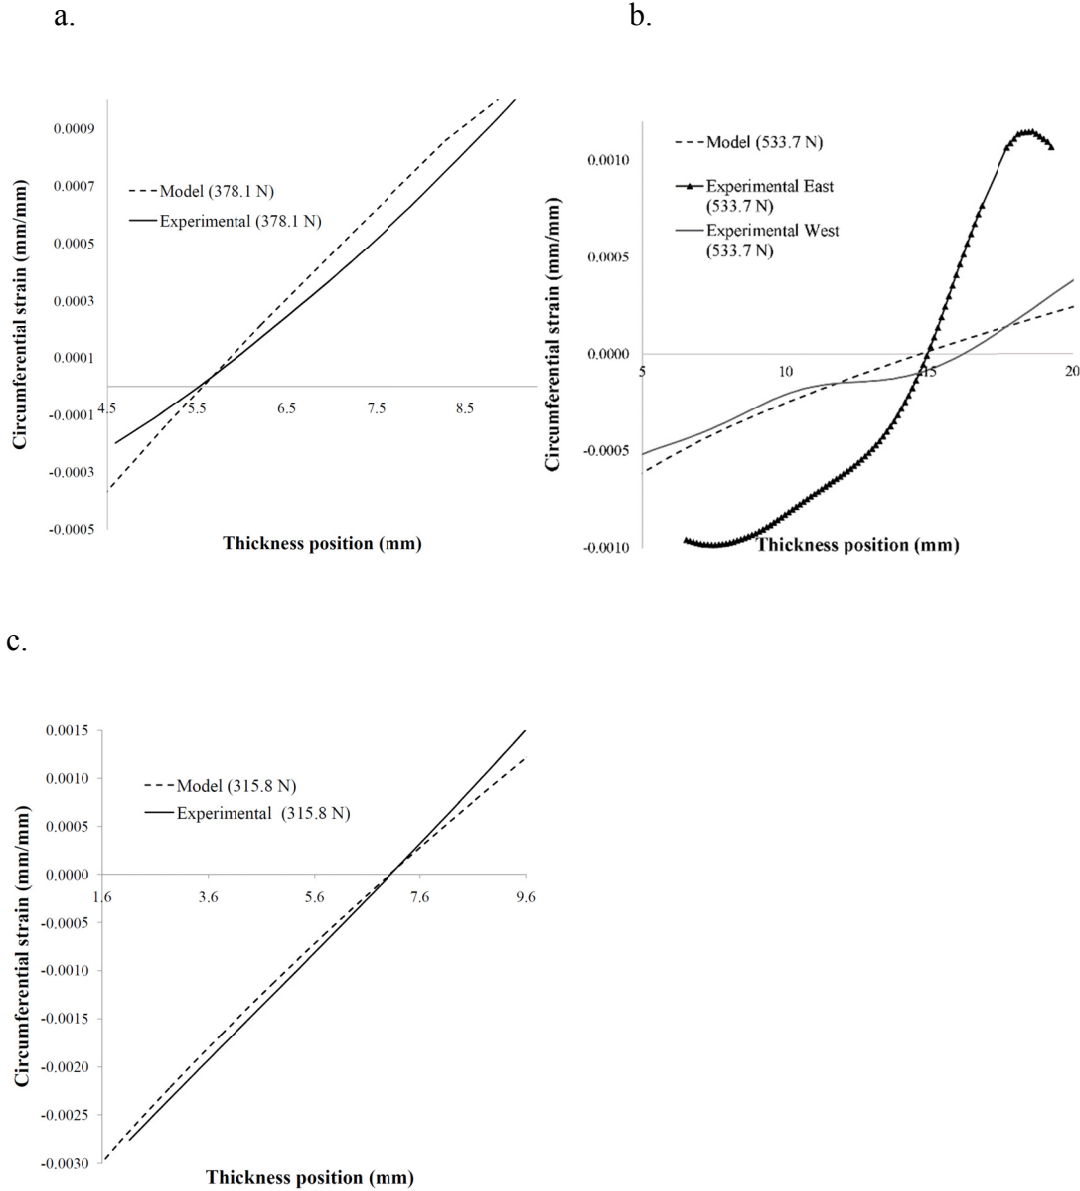 a.
0.0009
0.0007
0.0005
0.0003
0.0001
-0.0001
-0.0003
-0.0005
4.5
5.5
6.5
7.5
8.5
Model (378.1 N)
Experimental (378.1 N)
Circumferential strain (mm/mm)
Thickness position (mm)
b.
0.0010
0.0005
0.0000
-0.0005
-0.0010
5
10
15
20
Model (533.7 N)
Experimental East
(533.7 N)
Experimental West
(533.7 N)
Circumferential strain (mm/mm)
Thickness position (mm)
c.
0.0015
0.0010
0.0005
0.0000
-0.0005
-0.0010
-0.0015
-0.0020
-0.0025
-0.0030
1.6
3.6
5.6
7.6
9.6
Model (315.8 N)
Experimental (315.8 N)
Circumferential strain (mm/mm)
Thickness position (mm)